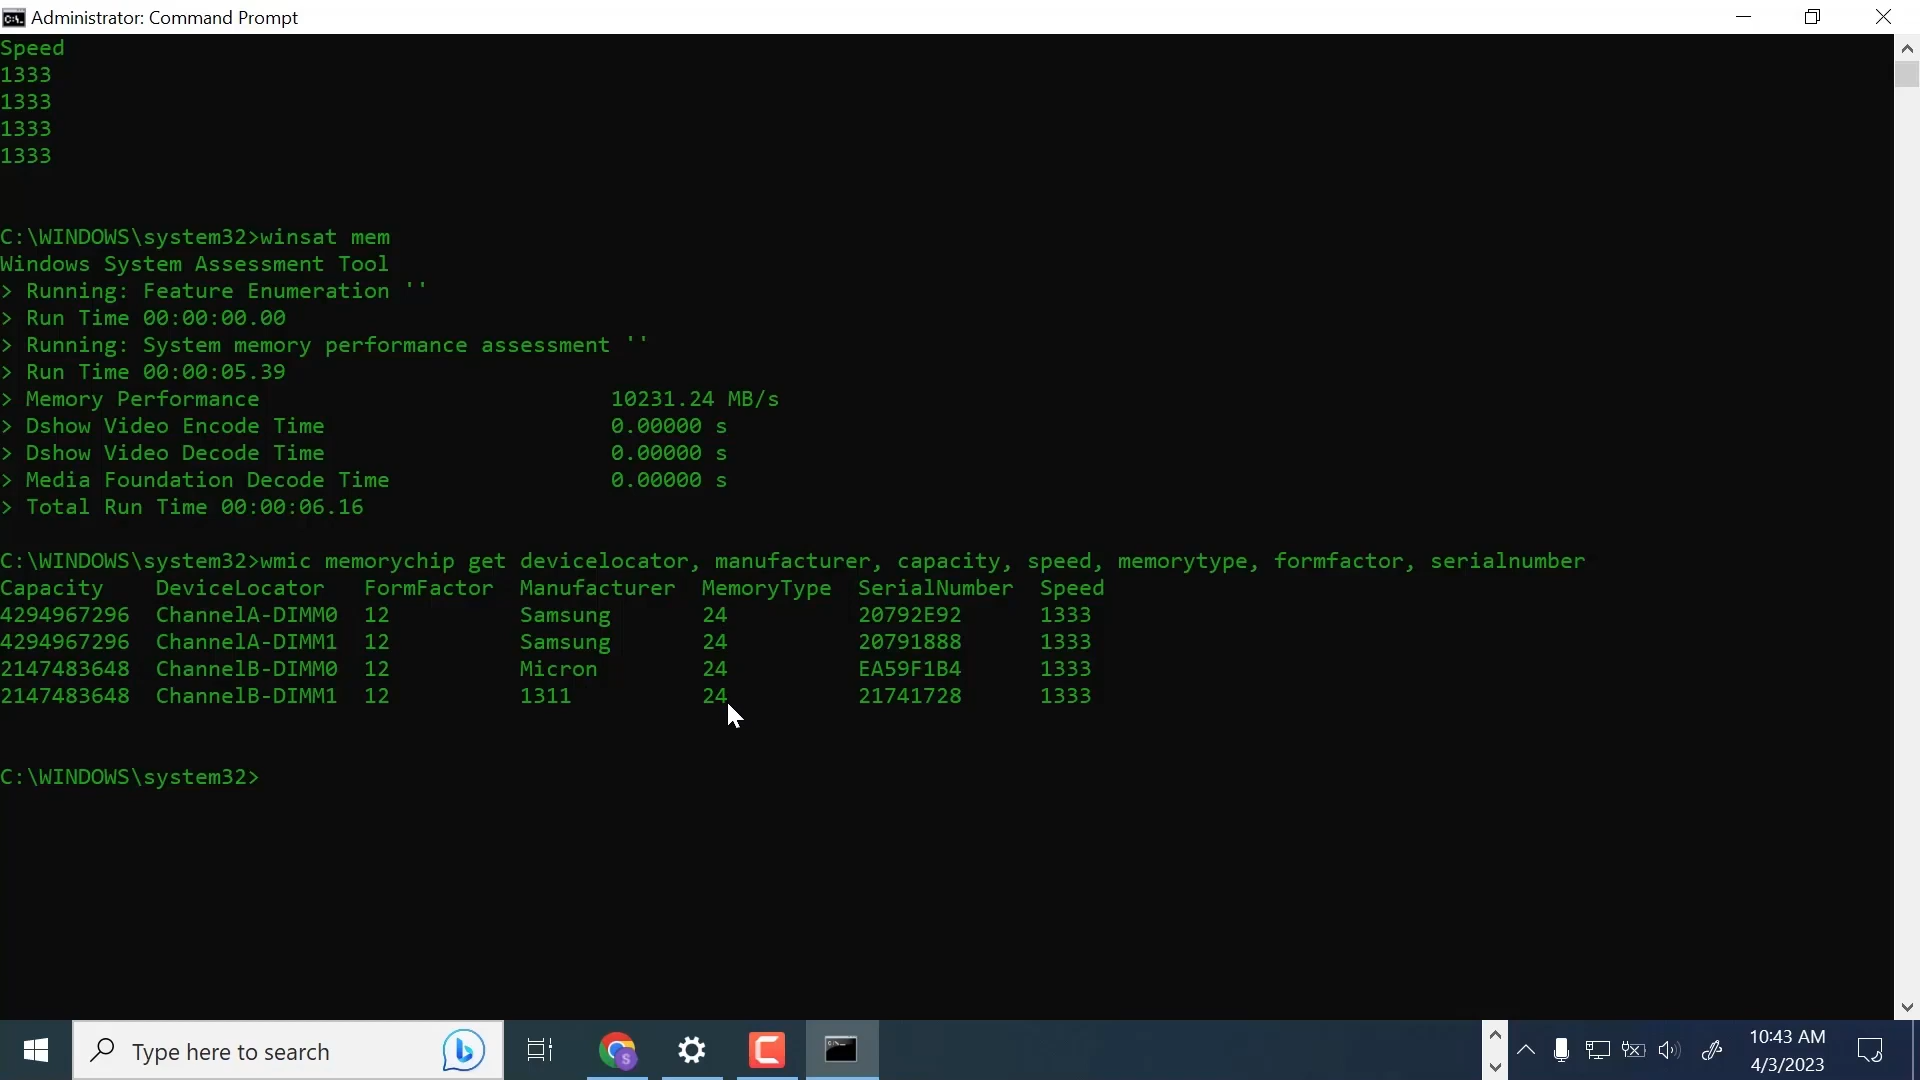 Administrator: Command Prompt
Speed
1333
1333
1333
1333
C:\WINDOWS\system32>winsat mem
Windows System Assessment Tool
> Running: Feature Enumeration ''
> Run Time 00:00:00.00
> Running: System memory performance assessment ''
> Run Time 00:00:05.39
> Memory Performance                           10231.24 MB/s
> Dshow Video Encode Time                      0.00000 s
> Dshow Video Decode Time                      0.00000 s
> Media Foundation Decode Time                 0.00000 s
> Total Run Time 00:00:06.16
C:\WINDOWS\system32>wmic memorychip get devicelocator, manufacturer, capacity, speed, memorytype, formfactor, serialnumber
Capacity    DeviceLocator   FormFactor  Manufacturer  MemoryType  SerialNumber  Speed
4294967296  ChannelA-DIMM0  12          Samsung       24          20792E92      1333
4294967296  ChannelA-DIMM1  12          Samsung       24          20791888      1333
2147483648  ChannelB-DIMM0  12          Micron        24          EA59F1B4      1333
2147483648  ChannelB-DIMM1  12          1311          24          21741728      1333
C:\WINDOWS\system32>
Type here to search
10:43 AM
4/3/2023